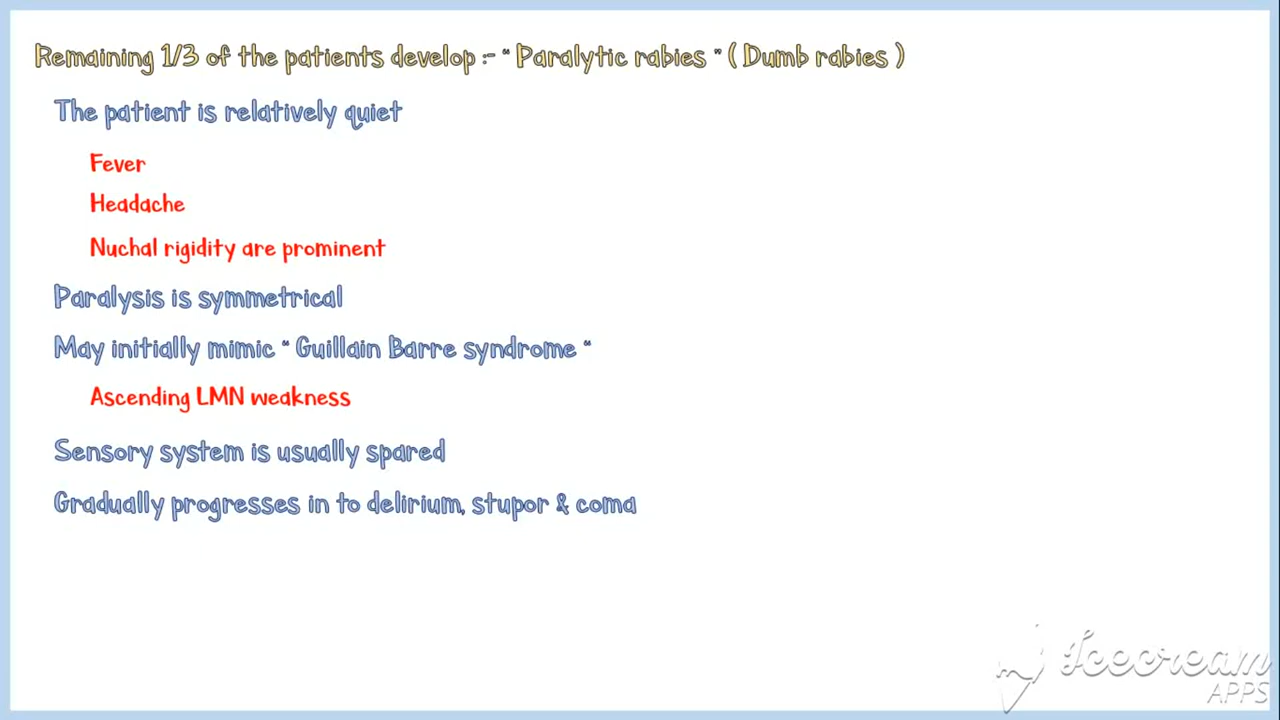 Remaining 1/3 of the patients develop :- " Paralytic rabies " ( Dumb rabies )
The patient is relatively quiet
Fever
Headache
Nuchal rigidity are prominent
Paralysis is symmetrical
May initially mimic " Guillain Barre syndrome "
Ascending LMN weakness
Sensory system is usually spared
Gradually progresses in to delirium, stupor & coma
Icecream
APPS